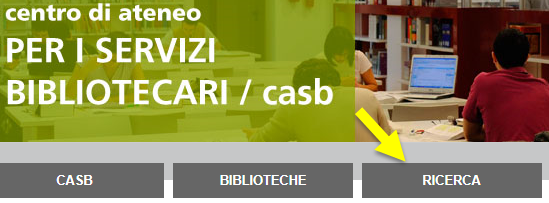 centro di ateneo
PER I SERVIZI
BIBLIOTECARI / casb
CASB
BIBLIOTECHE
RICERCA